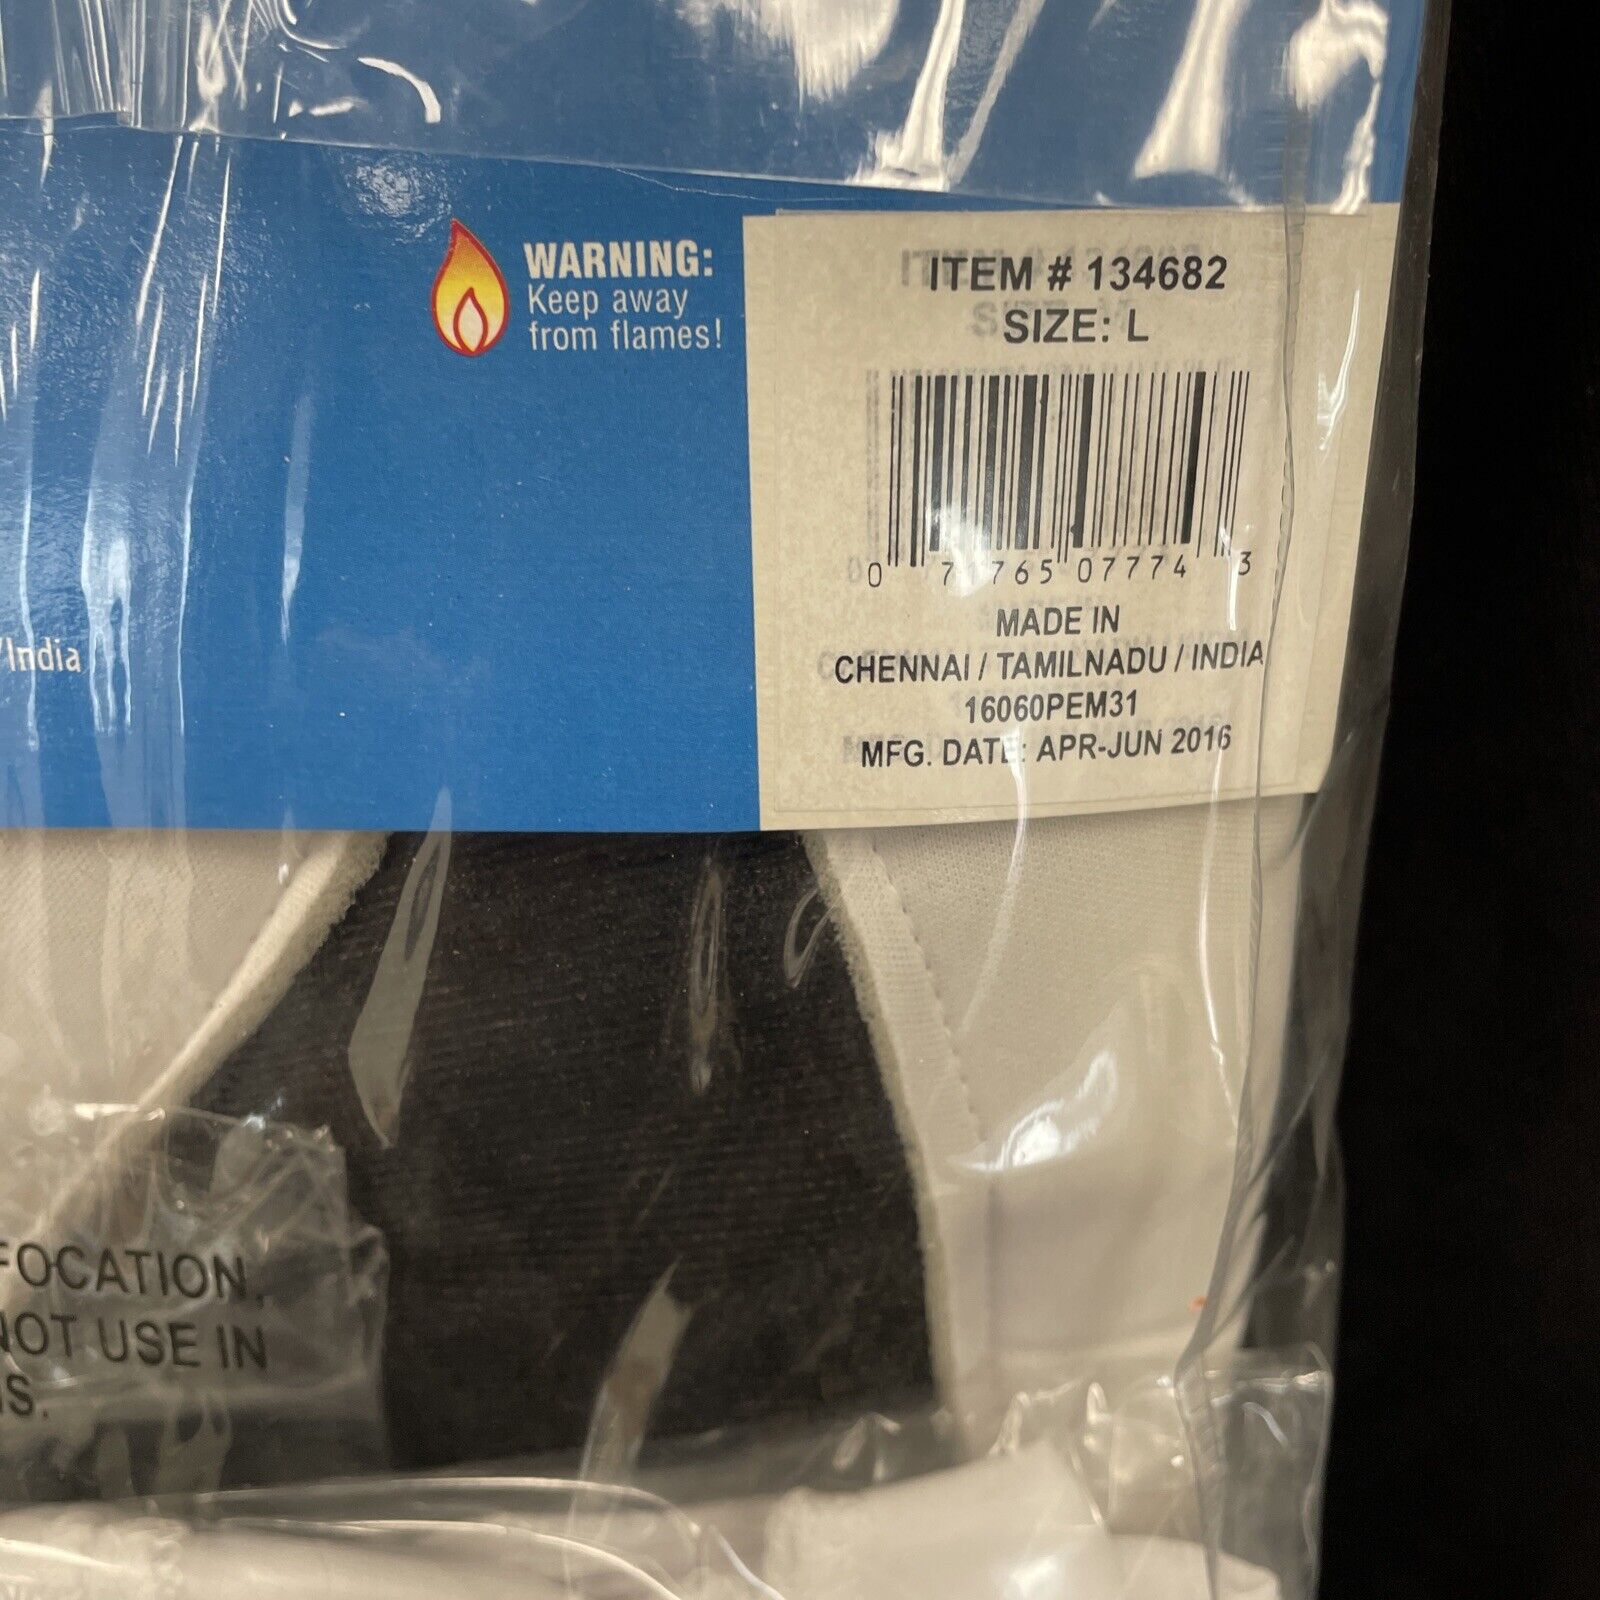 WARNING:
Keep away
from flames!
ITEM # 134682
SIZE: L
0 71765 07774 3
MADE IN
CHENNAI / TAMILNADU / INDIA
16060PEM31
MFG. DATE: APR-JUN 2016
/India
FOCATION,
NOT USE IN
IS.